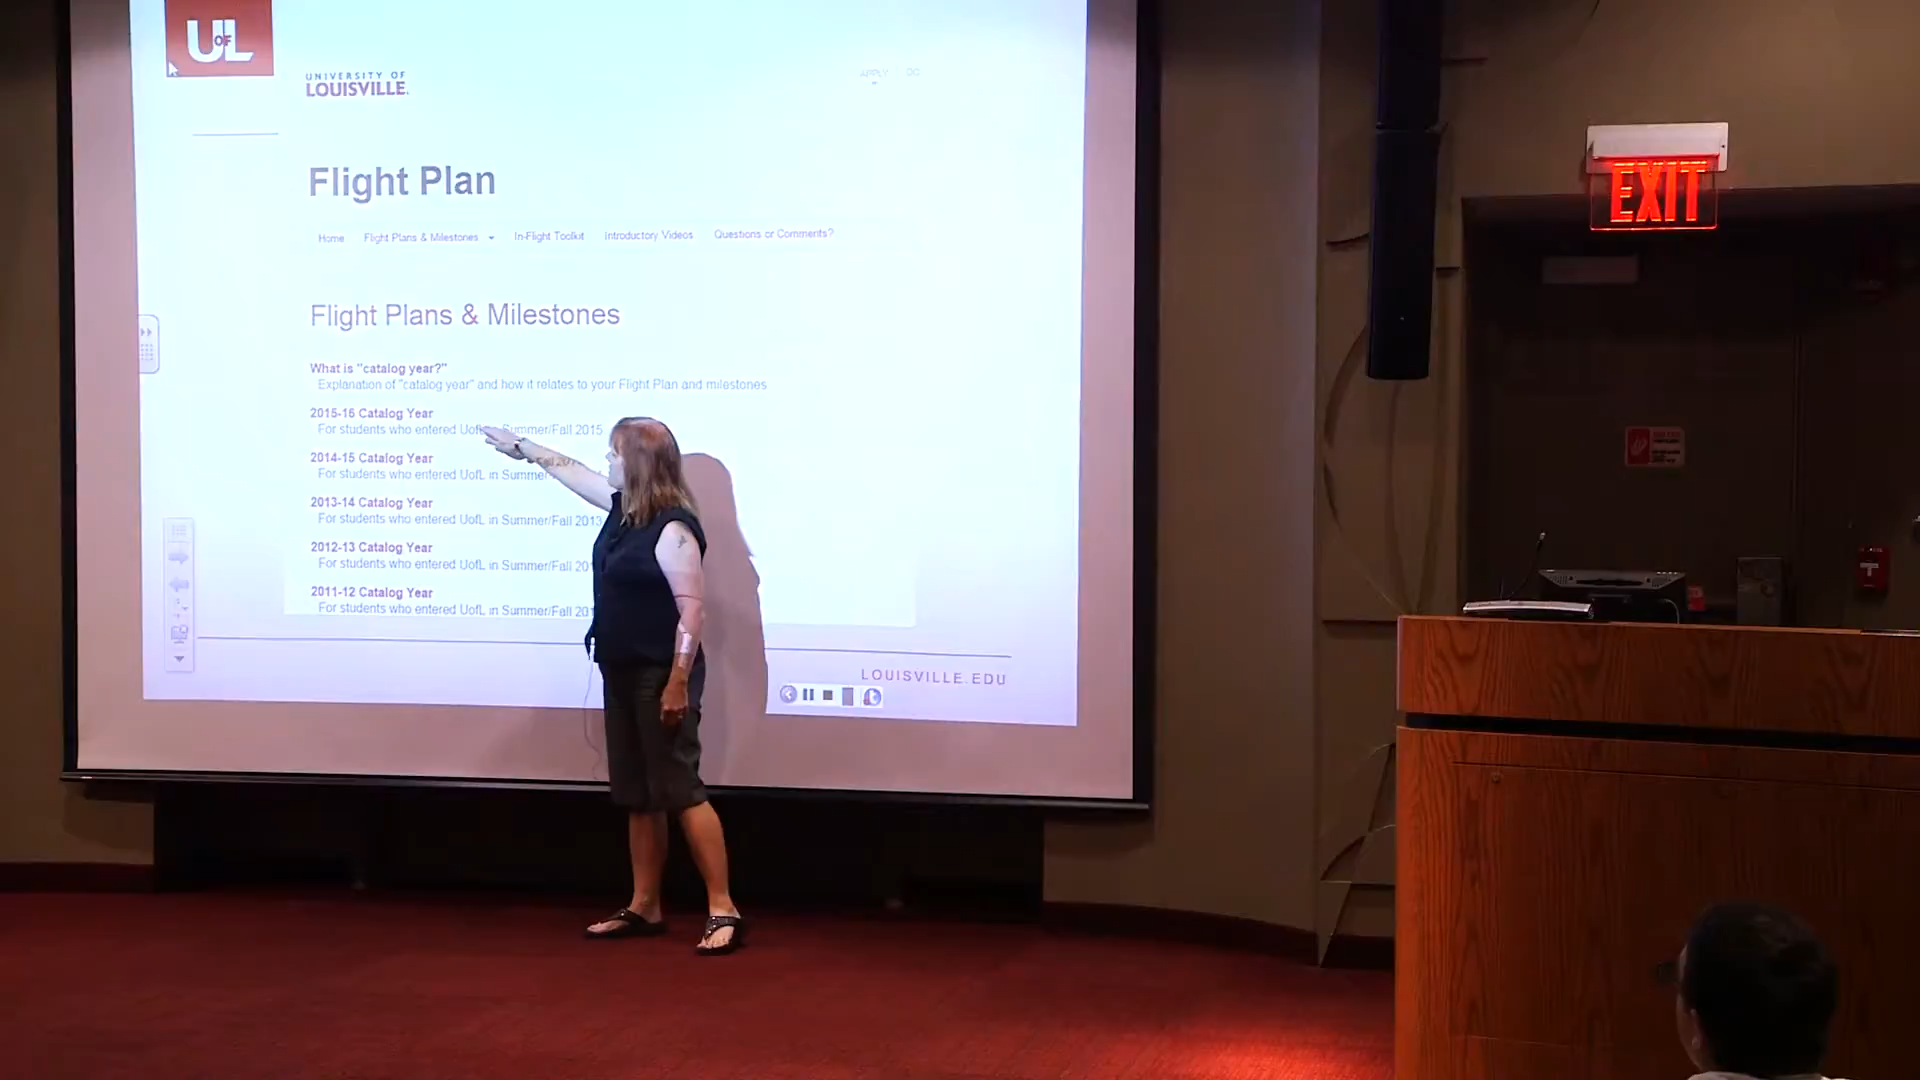 UofL
UNIVERSITY OF
LOUISVILLE.
APPLY
Flight Plan
Home Flight Plans & Milestones In-Flight Toolkit Introductory Videos Questions or Comments?
Flight Plans & Milestones
What is "catalog year?"
Explanation of "catalog year" and how it relates to your Flight Plan and milestones
2015-16 Catalog Year
For students who entered UofL Summer/Fall 2015
2014-15 Catalog Year
For students who entered UofL in
2013-14 Catalog Year
For students who entered UofL in Summer/Fall 2013
2012-13 Catalog Year
For students who entered UofL in Summer/Fall
2011-12 Catalog Year
For students who entered UofL in Summer/Fall
LOUISVILLE.EDU
EXIT